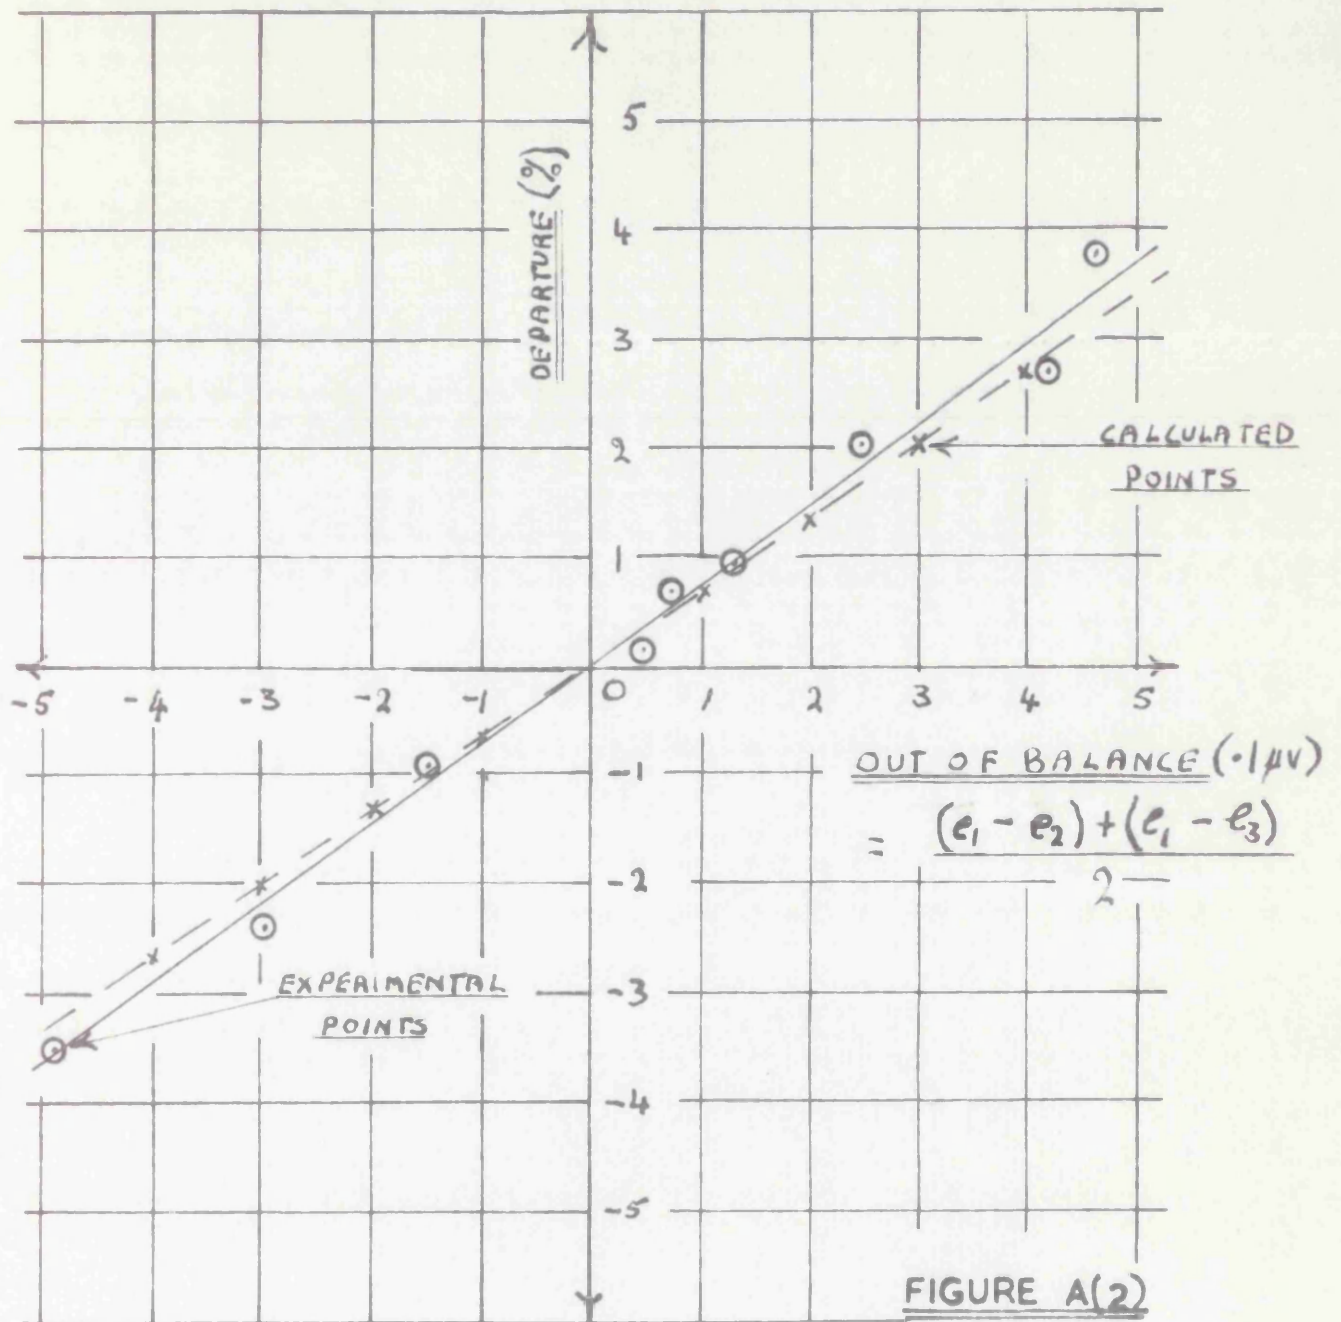 5
DEPARTURE (%)
4
3
2
CALCULATED
POINTS
1
-5 -4 -3 -2 -1 0 1 2 3 4 5
-1
OUT OF BALANCE (·1μV)
= (e₁ - e₂) + (e₁ - e₃)
2
-2
EXPERIMENTAL
POINTS
-3
-4
-5
FIGURE A(2)